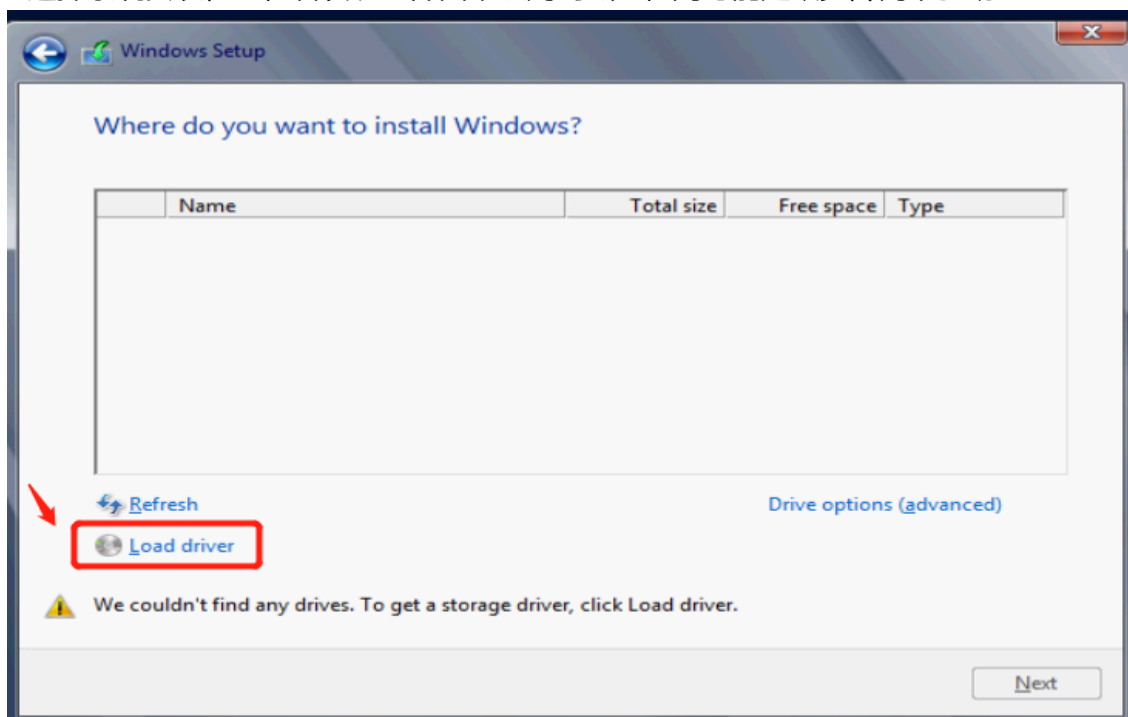 Windows Setup
Where do you want to install Windows?
Name Total size Free space Type
Refresh Drive options (advanced)
Load driver
We couldn't find any drives. To get a storage driver, click Load driver.
Next